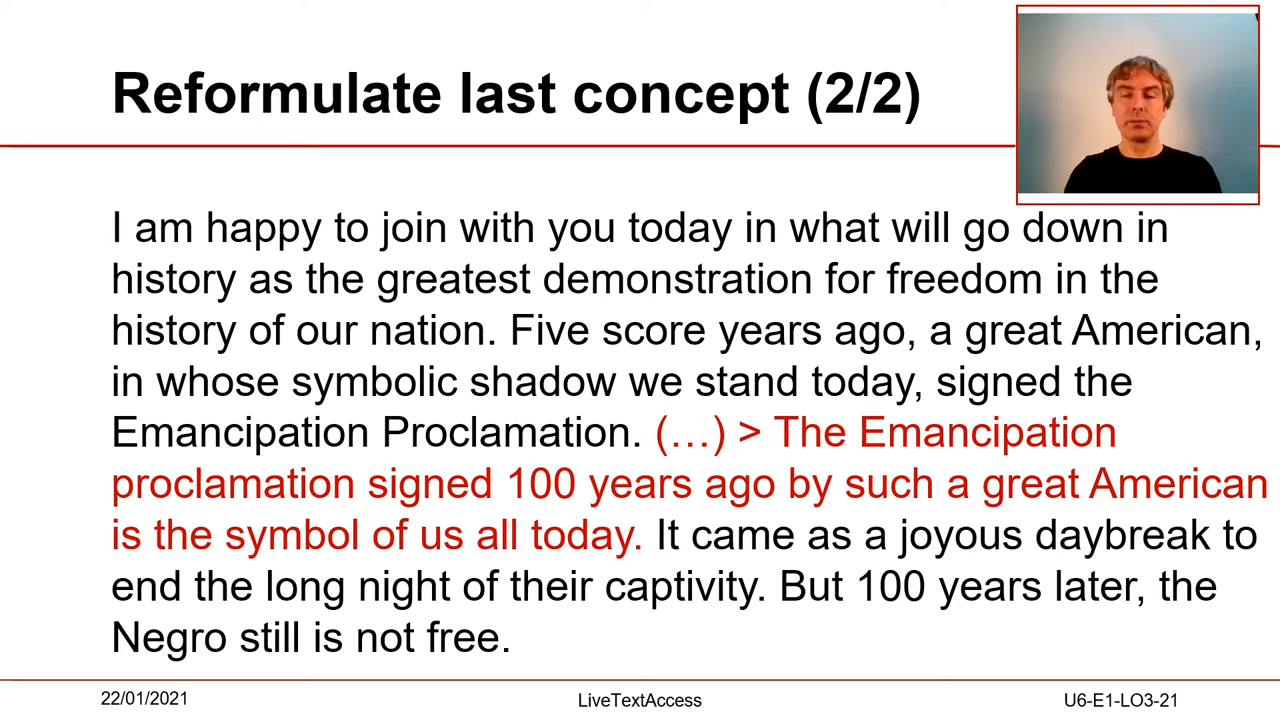 Reformulate last concept (2/2)
I am happy to join with you today in what will go down in
history as the greatest demonstration for freedom in the
history of our nation. Five score years ago, a great American,
in whose symbolic shadow we stand today, signed the
Emancipation Proclamation. (…) > The Emancipation
proclamation signed 100 years ago by such a great American
is the symbol of us all today. It came as a joyous daybreak to
end the long night of their captivity. But 100 years later, the
Negro still is not free.
22/01/2021
LiveTextAccess
U6-E1-LO3-21